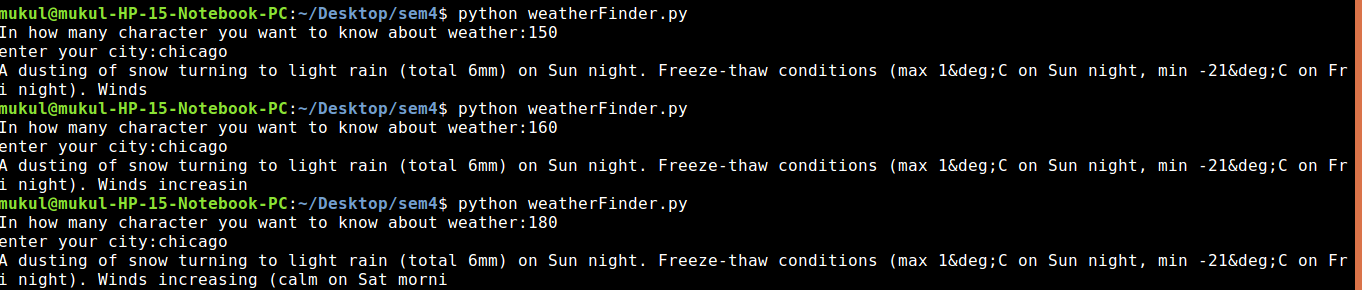 mukul@mukul-HP-15-Notebook-PC:~/Desktop/sem4$ python weatherFinder.py
In how many character you want to know about weather:150
enter your city:chicago
A dusting of snow turning to light rain (total 6mm) on Sun night. Freeze-thaw conditions (max 1&deg;C on Sun night, min -21&deg;C on Fr
i night). Winds
mukul@mukul-HP-15-Notebook-PC:~/Desktop/sem4$ python weatherFinder.py
In how many character you want to know about weather:160
enter your city:chicago
A dusting of snow turning to light rain (total 6mm) on Sun night. Freeze-thaw conditions (max 1&deg;C on Sun night, min -21&deg;C on Fr
i night). Winds increasin
mukul@mukul-HP-15-Notebook-PC:~/Desktop/sem4$ python weatherFinder.py
In how many character you want to know about weather:180
enter your city:chicago
A dusting of snow turning to light rain (total 6mm) on Sun night. Freeze-thaw conditions (max 1&deg;C on Sun night, min -21&deg;C on Fr
i night). Winds increasing (calm on Sat morni